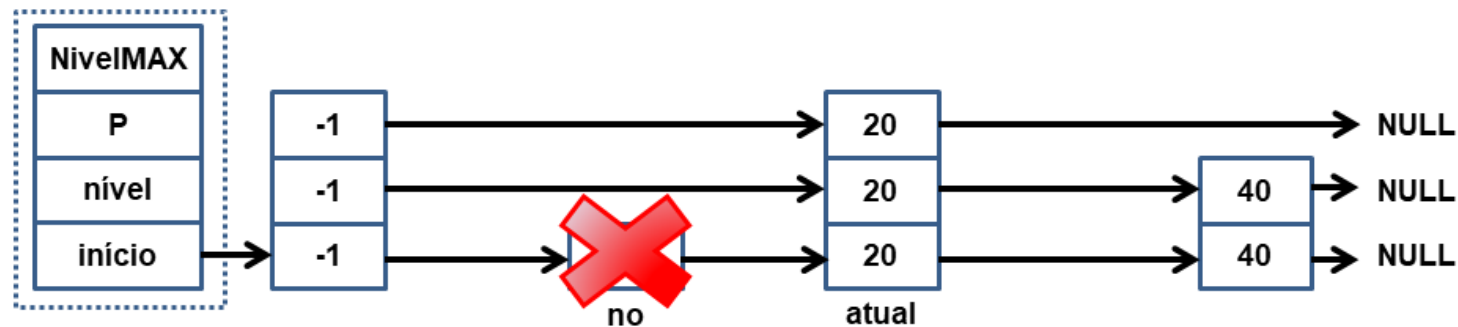 NivelMAX
P
nível
início
-1 20 NULL
-1 20 40 NULL
-1 20 40 NULL
no atual